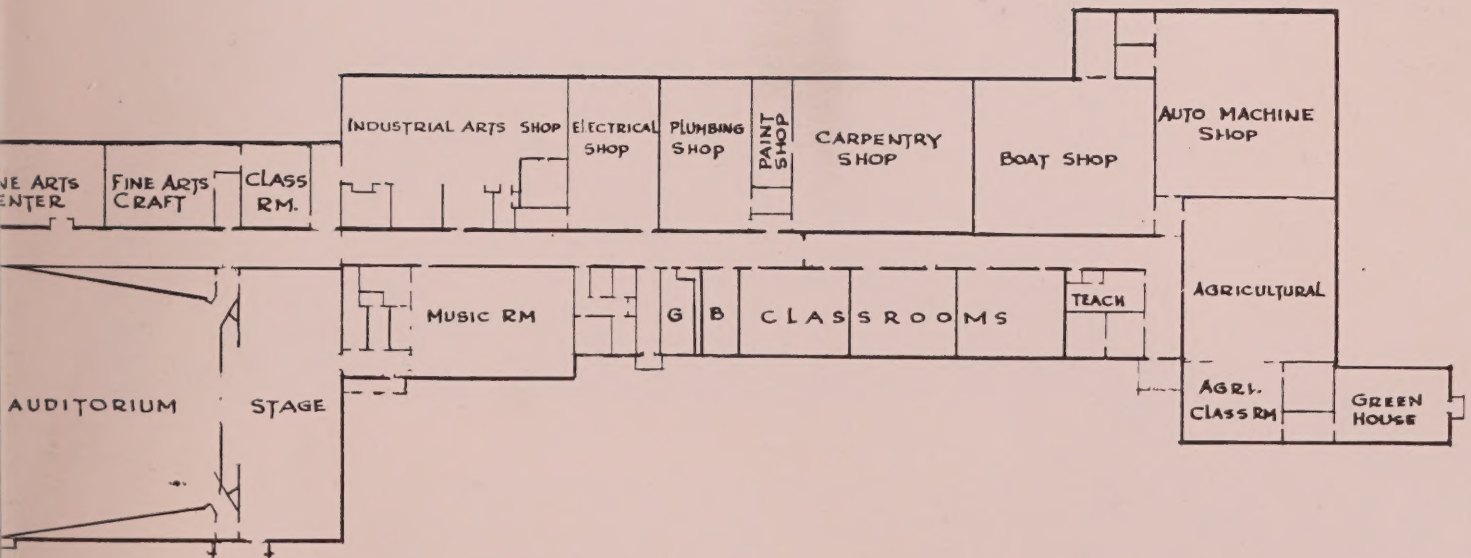 NE ARTS
ENTER
FINE ARTS
CRAFT
CLASS
RM.
INDUSTRIAL ARTS SHOP
ELECTRICAL
SHOP
PLUMBING
SHOP
PAINT
SHOP
CARPENTRY
SHOP
BOAT SHOP
AUTO MACHINE
SHOP
AUDITORIUM
STAGE
MUSIC RM
G
B
CLASSROOMS
TEACH
AGRICULTURAL
AGRI.
CLASS RM
GREEN
HOUSE